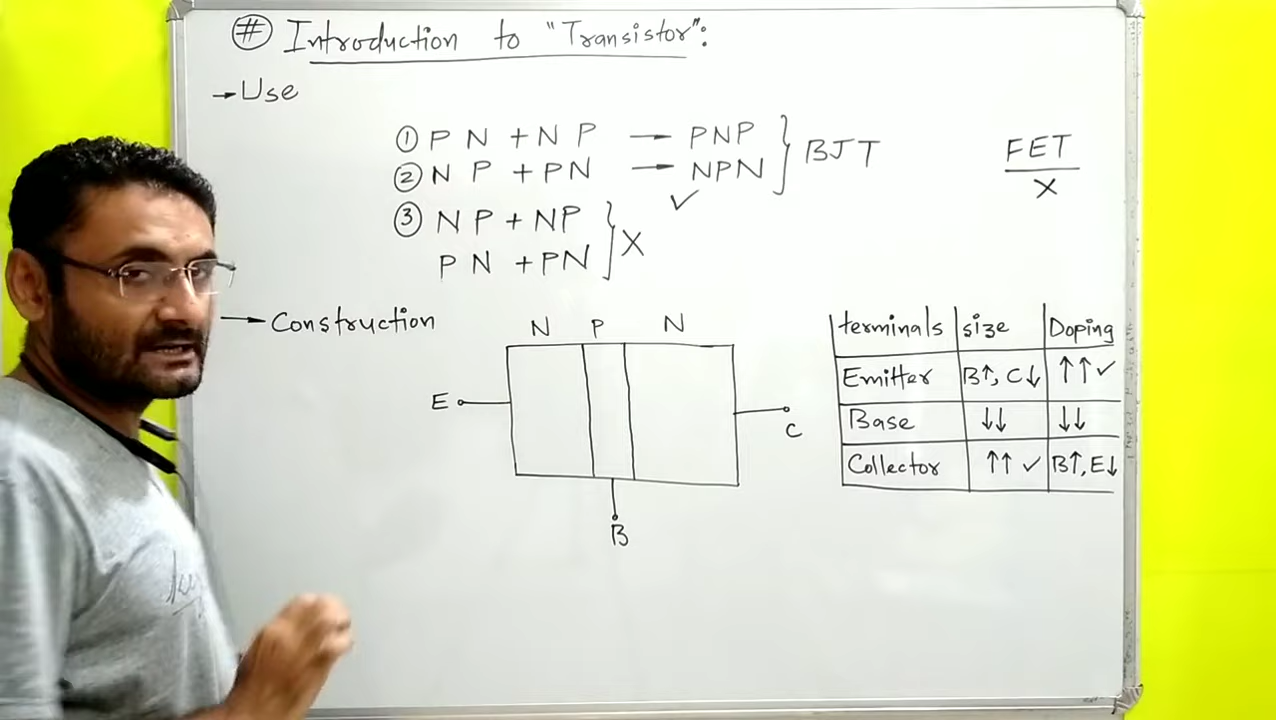 # Introduction to "Transistor":
→ Use
① P N + N P → PNP } BJT
② N P + PN → NPN ✓
③ N P + NP } X
P N + PN
FET
X
→ Construction
N P N
E
C
B
terminals size Doping
Emitter B↑, C↓ ↑↑ ✓
Base ↓↓ ↓↓
Collector ↑↑ ✓ B↑, E↓